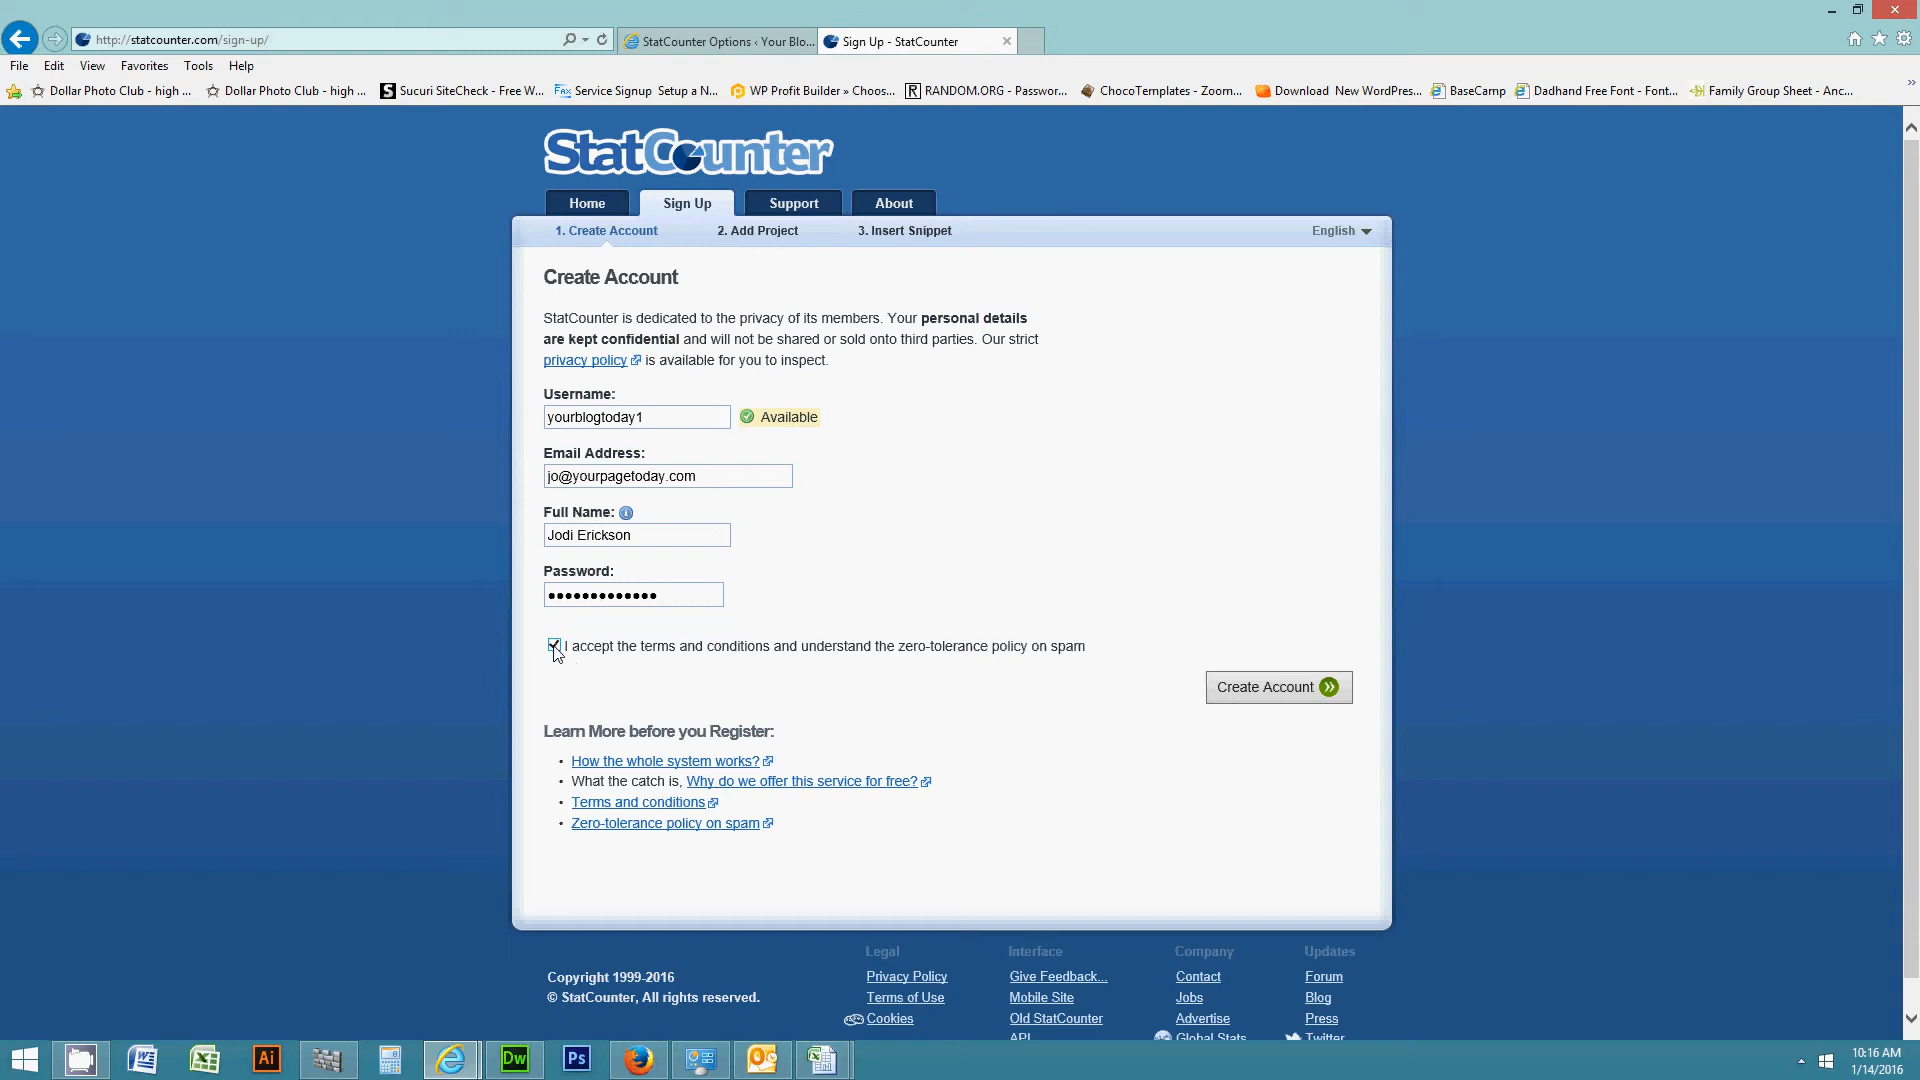 http://statcounter.com/sign-up/
StatCounter Options ‹ Your Blo...
Sign Up - StatCounter
File Edit View Favorites Tools Help
Dollar Photo Club - high ...
Dollar Photo Club - high ...
Sucuri SiteCheck - Free W...
Service Signup Setup a N...
WP Profit Builder » Choos...
RANDOM.ORG - Passwor...
ChocoTemplates - Zoom...
Download New WordPress...
BaseCamp
Dadhand Free Font - Font...
Family Group Sheet - Anc...
StatCounter
Home
Sign Up
Support
About
1. Create Account
2. Add Project
3. Insert Snippet
English
Create Account
StatCounter is dedicated to the privacy of its members. Your personal details
are kept confidential and will not be shared or sold onto third parties. Our strict
privacy policy is available for you to inspect.
Username:
yourblogtoday1
Available
Email Address:
jo@yourpagetoday.com
Full Name:
Jodi Erickson
Password:
•••••••••••••
I accept the terms and conditions and understand the zero-tolerance policy on spam
Create Account
Learn More before you Register:
• How the whole system works?
• What the catch is, Why do we offer this service for free?
• Terms and conditions
• Zero-tolerance policy on spam
Copyright 1999-2016
© StatCounter, All rights reserved.
Legal
Privacy Policy
Terms of Use
Cookies
Interface
Give Feedback...
Mobile Site
Old StatCounter
API
Company
Contact
Jobs
Advertise
Global Stats
Updates
Forum
Blog
Press
Twitter
Ai
Dw
Ps
10:16 AM
1/14/2016